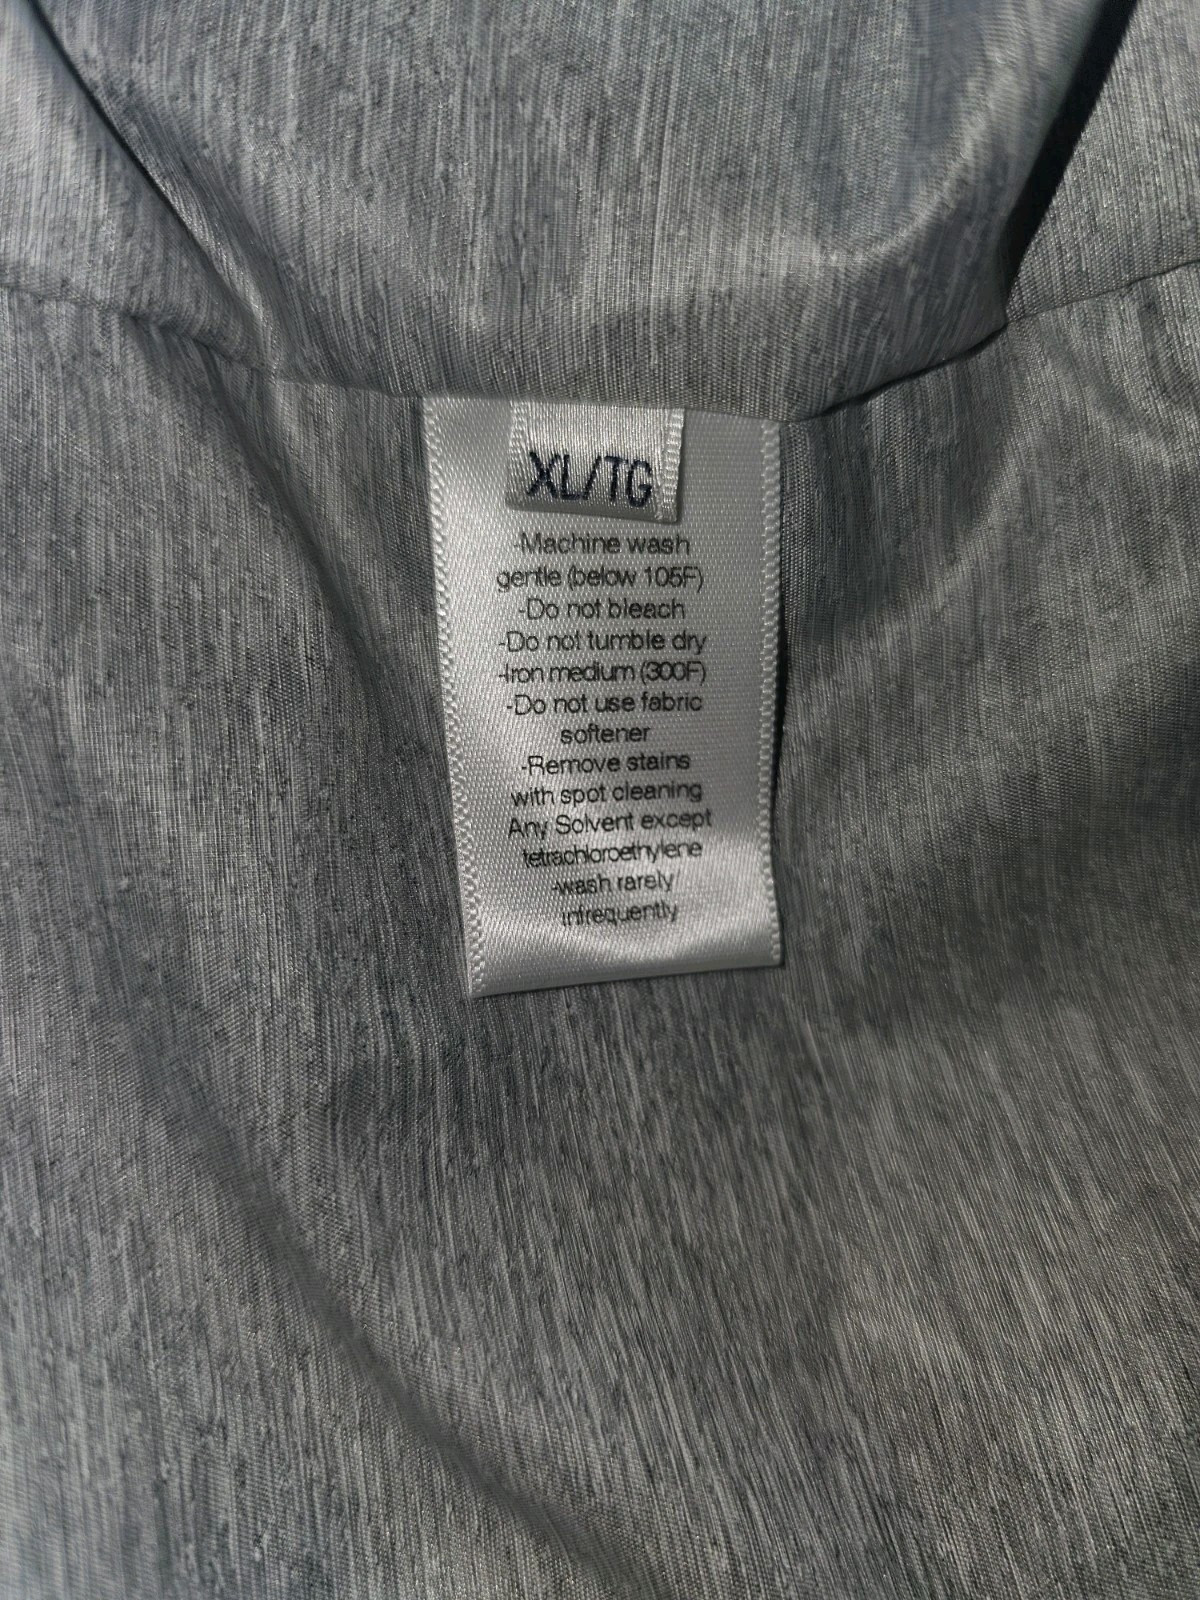 XL/TG
-Machine wash
gentle (below 105F)
-Do not bleach
-Do not tumble dry
-Iron medium (300F)
-Do not use fabric
softener
-Remove stains
with spot cleaning
Any Solvent except
tetrachloroethylene
-wash rarely/
infrequently